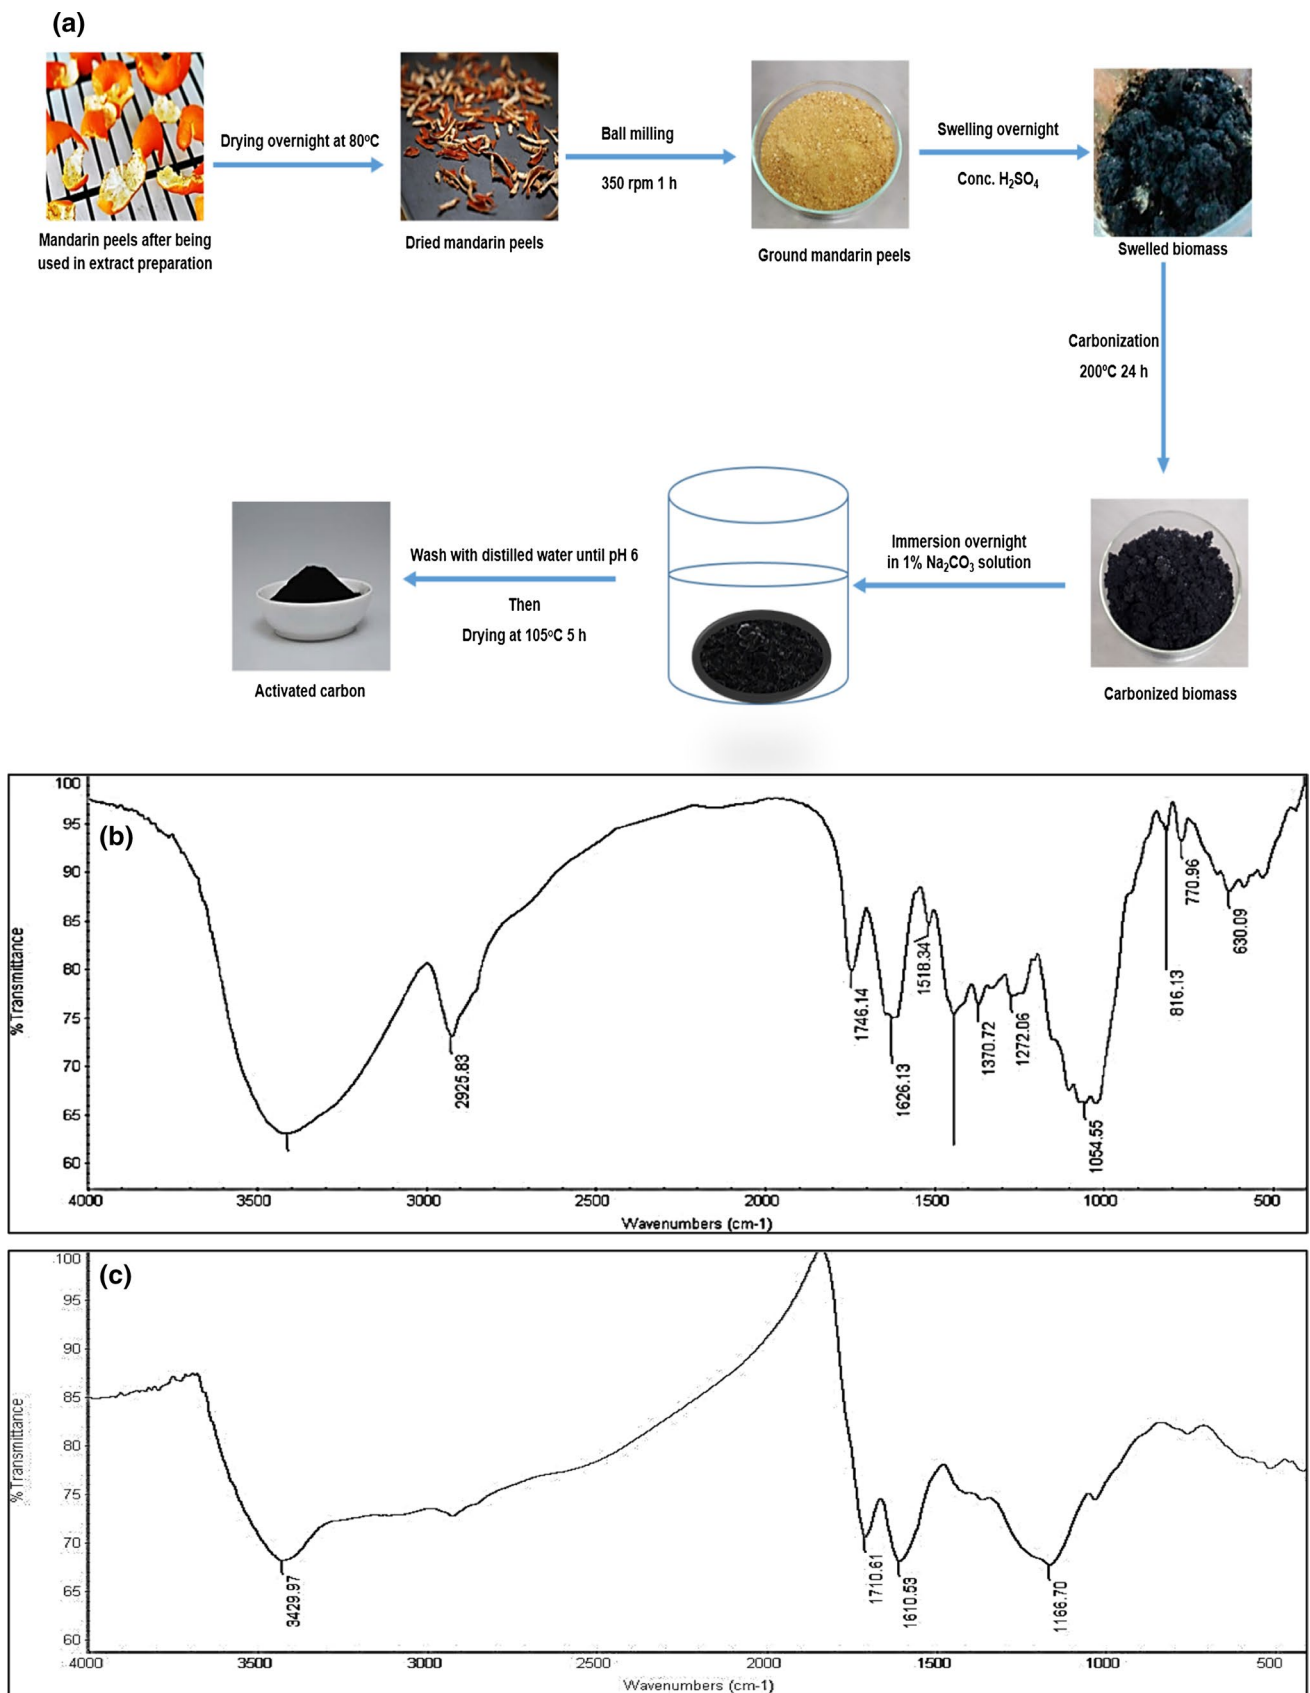 (a)
Drying overnight at 80ºC
Ball milling
350 rpm 1 h
Swelling overnight
Conc. H₂SO₄
Mandarin peels after being
used in extract preparation
Dried mandarin peels
Ground mandarin peels
Swelled biomass
Carbonization
200ºC 24 h
Immersion overnight
in 1% Na₂CO₃ solution
Wash with distilled water until pH 6
Then
Drying at 105ºC 5 h
Activated carbon
Carbonized biomass
(b)
100
95
90
85
80
75
70
65
60
%Transmittance
2925.83
1746.14
1626.13
1518.34
1370.72
1272.06
1054.55
816.13
770.96
630.09
4000
3500
3000
2500
2000
1500
1000
500
Wavenumbers (cm-1)
(c)
100
95
90
85
80
75
70
65
60
%Transmittance
3429.97
1710.61
1610.53
1166.70
4000
3500
3000
2500
2000
1500
1000
500
Wavenumbers (cm-1)